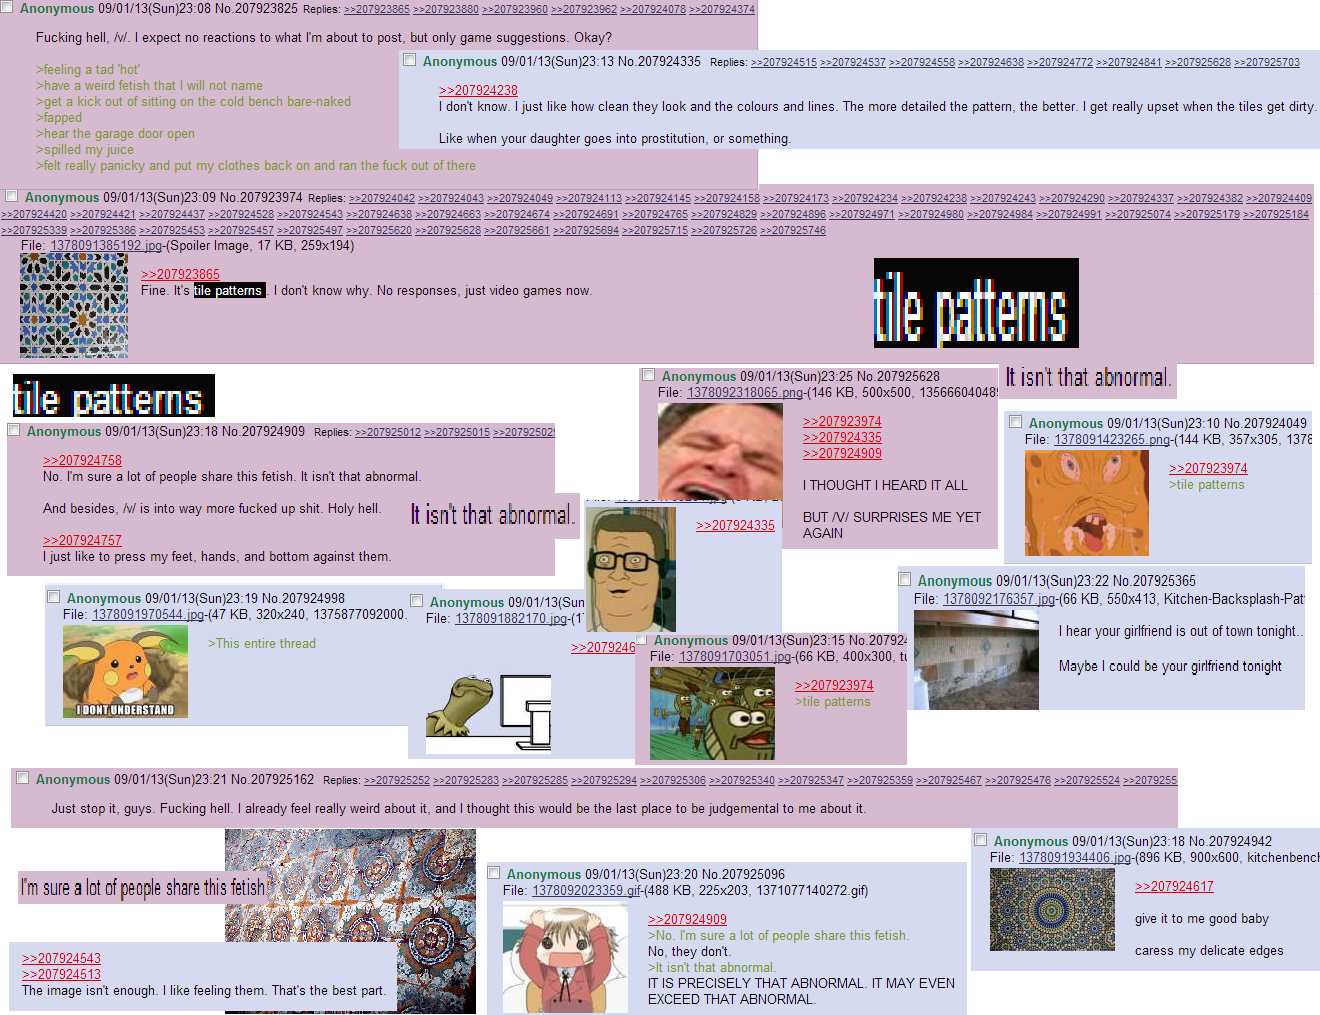 Anonymous 09/01/13(Sun)23:08 No.207923825 Replies: >>207923865 >>207923880 >>207923960 >>207923962 >>207924078 >>207924374
Fucking hell, /v/. I expect no reactions to what I'm about to post, but only game suggestions. Okay?
>feeling a tad 'hot'
>have a weird fetish that I will not name
>get a kick out of sitting on the cold bench bare-naked
>fapped
>hear the garage door open
>spilled my juice
>felt really panicky and put my clothes back on and ran the fuck out of there
Anonymous 09/01/13(Sun)23:13 No.207924335 Replies: >>207924515 >>207924537 >>207924558 >>207924638 >>207924772 >>207924841 >>207925628 >>207925703
>>207924238
I don't know. I just like how clean they look and the colours and lines. The more detailed the pattern, the better. I get really upset when the tiles get dirty.
Like when your daughter goes into prostitution, or something.
Anonymous 09/01/13(Sun)23:09 No.207923974 Replies: >>207924042 >>207924043 >>207924049 >>207924113 >>207924145 >>207924158 >>207924173 >>207924234 >>207924238 >>207924243 >>207924290 >>207924337 >>207924382 >>207924409
>>207924420 >>207924421 >>207924437 >>207924528 >>207924543 >>207924638 >>207924663 >>207924674 >>207924691 >>207924765 >>207924829 >>207924896 >>207924971 >>207924980 >>207924984 >>207924991 >>207925074 >>207925179 >>207925184
>>207925339 >>207925386 >>207925453 >>207925457 >>207925497 >>207925620 >>207925628 >>207925661 >>207925694 >>207925715 >>207925726 >>207925746
File: 1378091385192.jpg-(Spoiler Image, 17 KB, 259x194)
>>207923865
Fine. It's tile patterns . I don't know why. No responses, just video games now.
tile patterns
tile patterns
Anonymous 09/01/13(Sun)23:18 No.207924909 Replies: >>207925012 >>207925015 >>20792502
>>207924758
No. I'm sure a lot of people share this fetish. It isn't that abnormal.
And besides, /v/ is into way more fucked up shit. Holy hell.
>>207924757
I just like to press my feet, hands, and bottom against them.
It isn't that abnormal.
Anonymous 09/01/13(Sun)23:25 No.207925628
File: 1378092318065.png-(146 KB, 500x500, 135666040489
>>207923974
>>207924335
>>207924909
I THOUGHT I HEARD IT ALL
BUT /V/ SURPRISES ME YET
AGAIN
It isn't that abnormal.
Anonymous 09/01/13(Sun)23:10 No.207924049
File: 1378091423265.png-(144 KB, 357x305, 1378
>>207923974
>tile patterns
>>207924335
Anonymous 09/01/13(Sun)23:19 No.207924998
File: 1378091970544.jpg-(47 KB, 320x240, 1375877092000.
>This entire thread
I DONT UNDERSTAND
Anonymous 09/01/13(Sun
File: 1378091882170.jpg-(1
>>2079246
Anonymous 09/01/13(Sun)23:15 No.20792
File: 1378091703051.jpg-(66 KB, 400x300, tu
>>207923974
>tile patterns
Anonymous 09/01/13(Sun)23:22 No.207925365
File: 1378092176357.jpg-(66 KB, 550x413, Kitchen-Backsplash-Pat
I hear your girlfriend is out of town tonight..
Maybe I could be your girlfriend tonight
Anonymous 09/01/13(Sun)23:21 No.207925162 Replies: >>207925252 >>207925283 >>207925285 >>207925294 >>207925306 >>207925340 >>207925347 >>207925359 >>207925467 >>207925476 >>207925524 >>2079255
Just stop it, guys. Fucking hell. I already feel really weird about it, and I thought this would be the last place to be judgemental to me about it.
I'm sure a lot of people share this fetish
>>207924543
>>207924513
The image isn't enough. I like feeling them. That's the best part.
Anonymous 09/01/13(Sun)23:20 No.207925096
File: 1378092023359.gif-(488 KB, 225x203, 1371077140272.gif)
>>207924909
>No. I'm sure a lot of people share this fetish.
No, they don't.
>It isn't that abnormal.
IT IS PRECISELY THAT ABNORMAL. IT MAY EVEN
EXCEED THAT ABNORMAL.
Anonymous 09/01/13(Sun)23:18 No.207924942
File: 1378091934406.jpg-(896 KB, 900x600, kitchenbench
>>207924617
give it to me good baby
caress my delicate edges